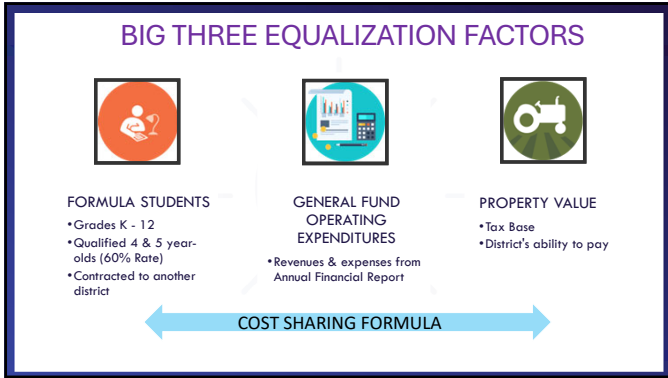 BIG THREE EQUALIZATION FACTORS
FORMULA STUDENTS
•Grades K - 12
•Qualified 4 & 5 year-
olds (60% Rate)
•Contracted to another
district
GENERAL FUND
OPERATING
EXPENDITURES
•Revenues & expenses from
Annual Financial Report
PROPERTY VALUE
•Tax Base
•District's ability to pay
COST SHARING FORMULA